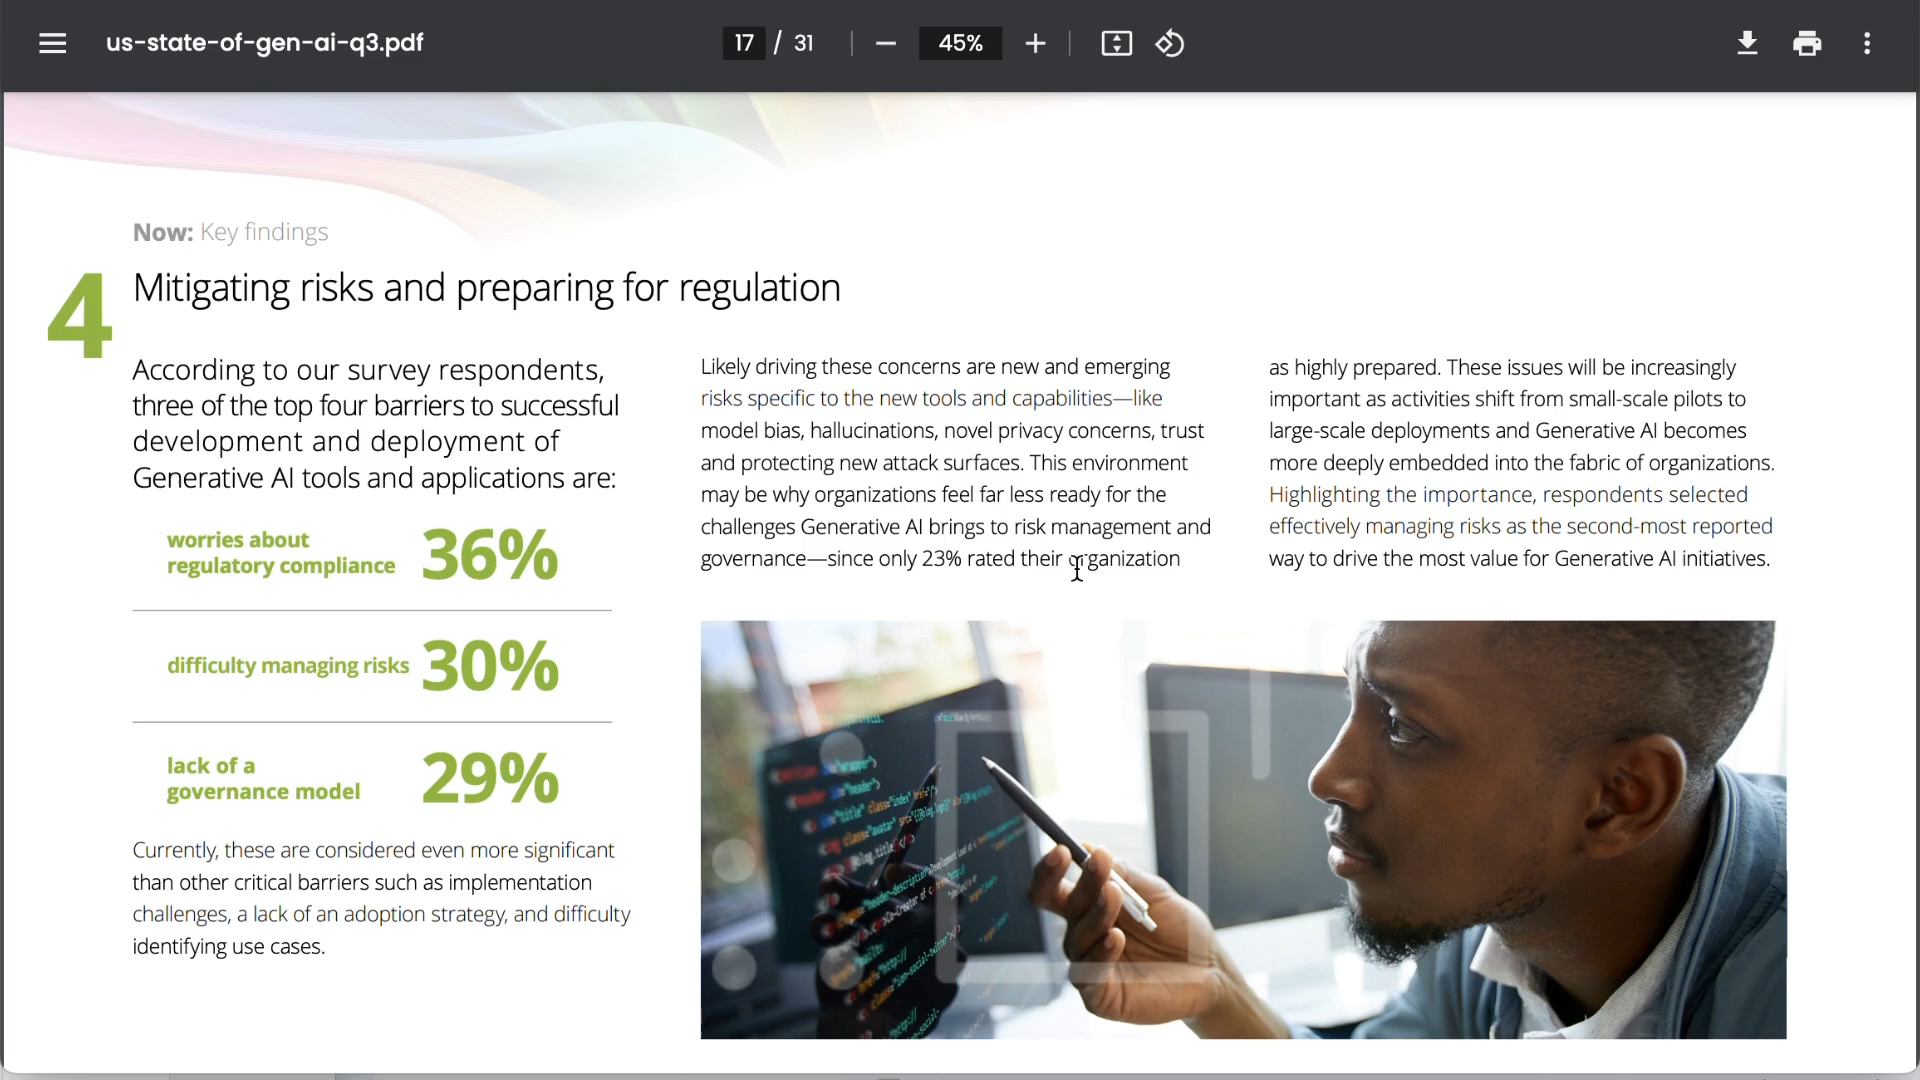 us-state-of-gen-ai-q3.pdf
17 / 31
45%
Now: Key findings
4
Mitigating risks and preparing for regulation
According to our survey respondents,
three of the top four barriers to successful
development and deployment of
Generative AI tools and applications are:
worries about
regulatory compliance
36%
difficulty managing risks
30%
lack of a
governance model
29%
Currently, these are considered even more significant
than other critical barriers such as implementation
challenges, a lack of an adoption strategy, and difficulty
identifying use cases.
Likely driving these concerns are new and emerging
risks specific to the new tools and capabilities—like
model bias, hallucinations, novel privacy concerns, trust
and protecting new attack surfaces. This environment
may be why organizations feel far less ready for the
challenges Generative AI brings to risk management and
governance—since only 23% rated their organization
as highly prepared. These issues will be increasingly
important as activities shift from small-scale pilots to
large-scale deployments and Generative AI becomes
more deeply embedded into the fabric of organizations.
Highlighting the importance, respondents selected
effectively managing risks as the second-most reported
way to drive the most value for Generative AI initiatives.